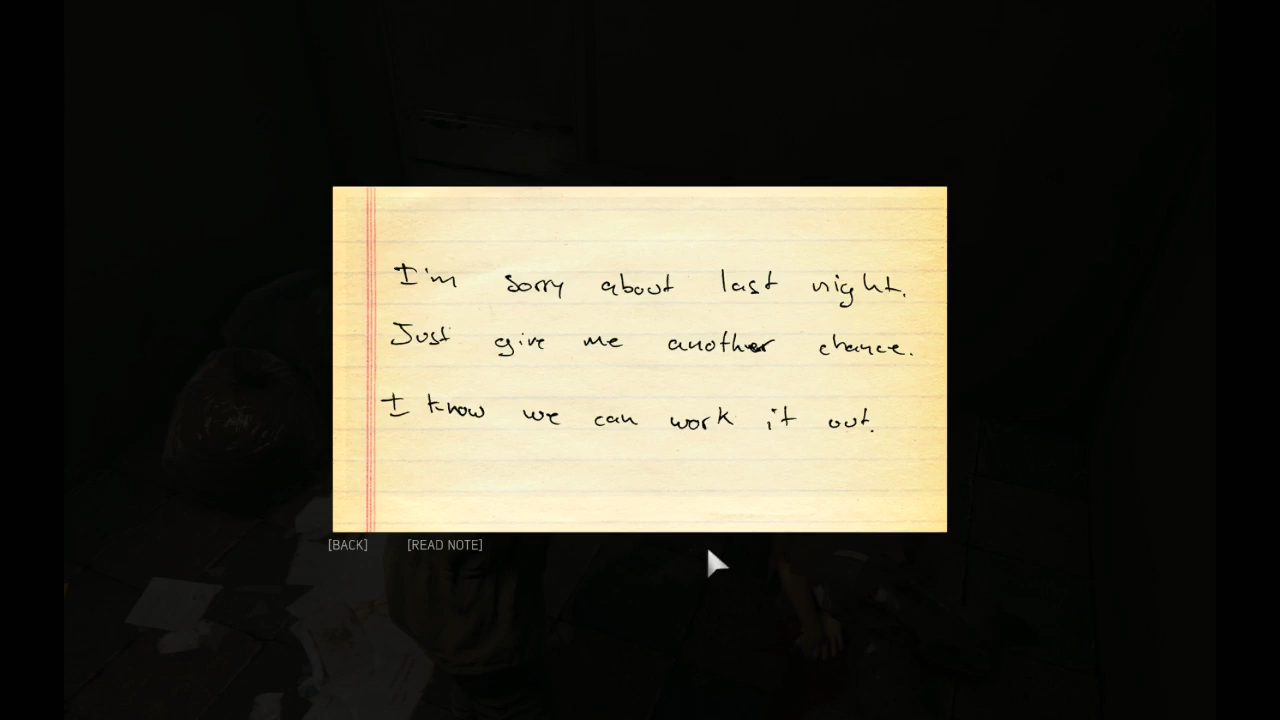 I'm sorry about last night.
Just give me another chance.
I know we can work it out.
[BACK] [READ NOTE]